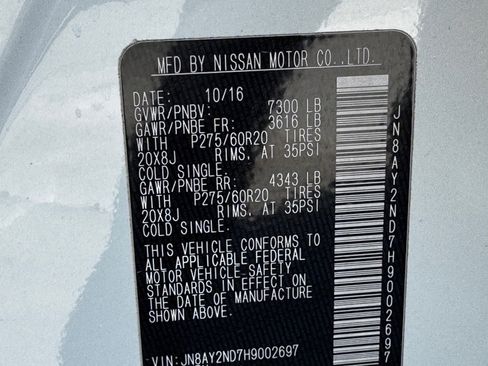 MFD BY NISSAN MOTOR CO.,LTD.
DATE: 10/16
GVWR/PNBV: 7300 LB
GAWR/PNBE FR: 3616 LB
WITH P275/60R20 TIRES
20X8J RIMS, AT 35PSI
COLD SINGLE.
GAWR/PNBE RR: 4343 LB
WITH P275/60R20 TIRES
20X8J RIMS, AT 35PSI
COLD SINGLE.
THIS VEHICLE CONFORMS TO
ALL APPLICABLE FEDERAL
MOTOR VEHICLE SAFETY
STANDARDS IN EFFECT ON
THE DATE OF MANUFACTURE
VIN:JN8AY2ND7H9002697
JN8AY2ND7H9002697